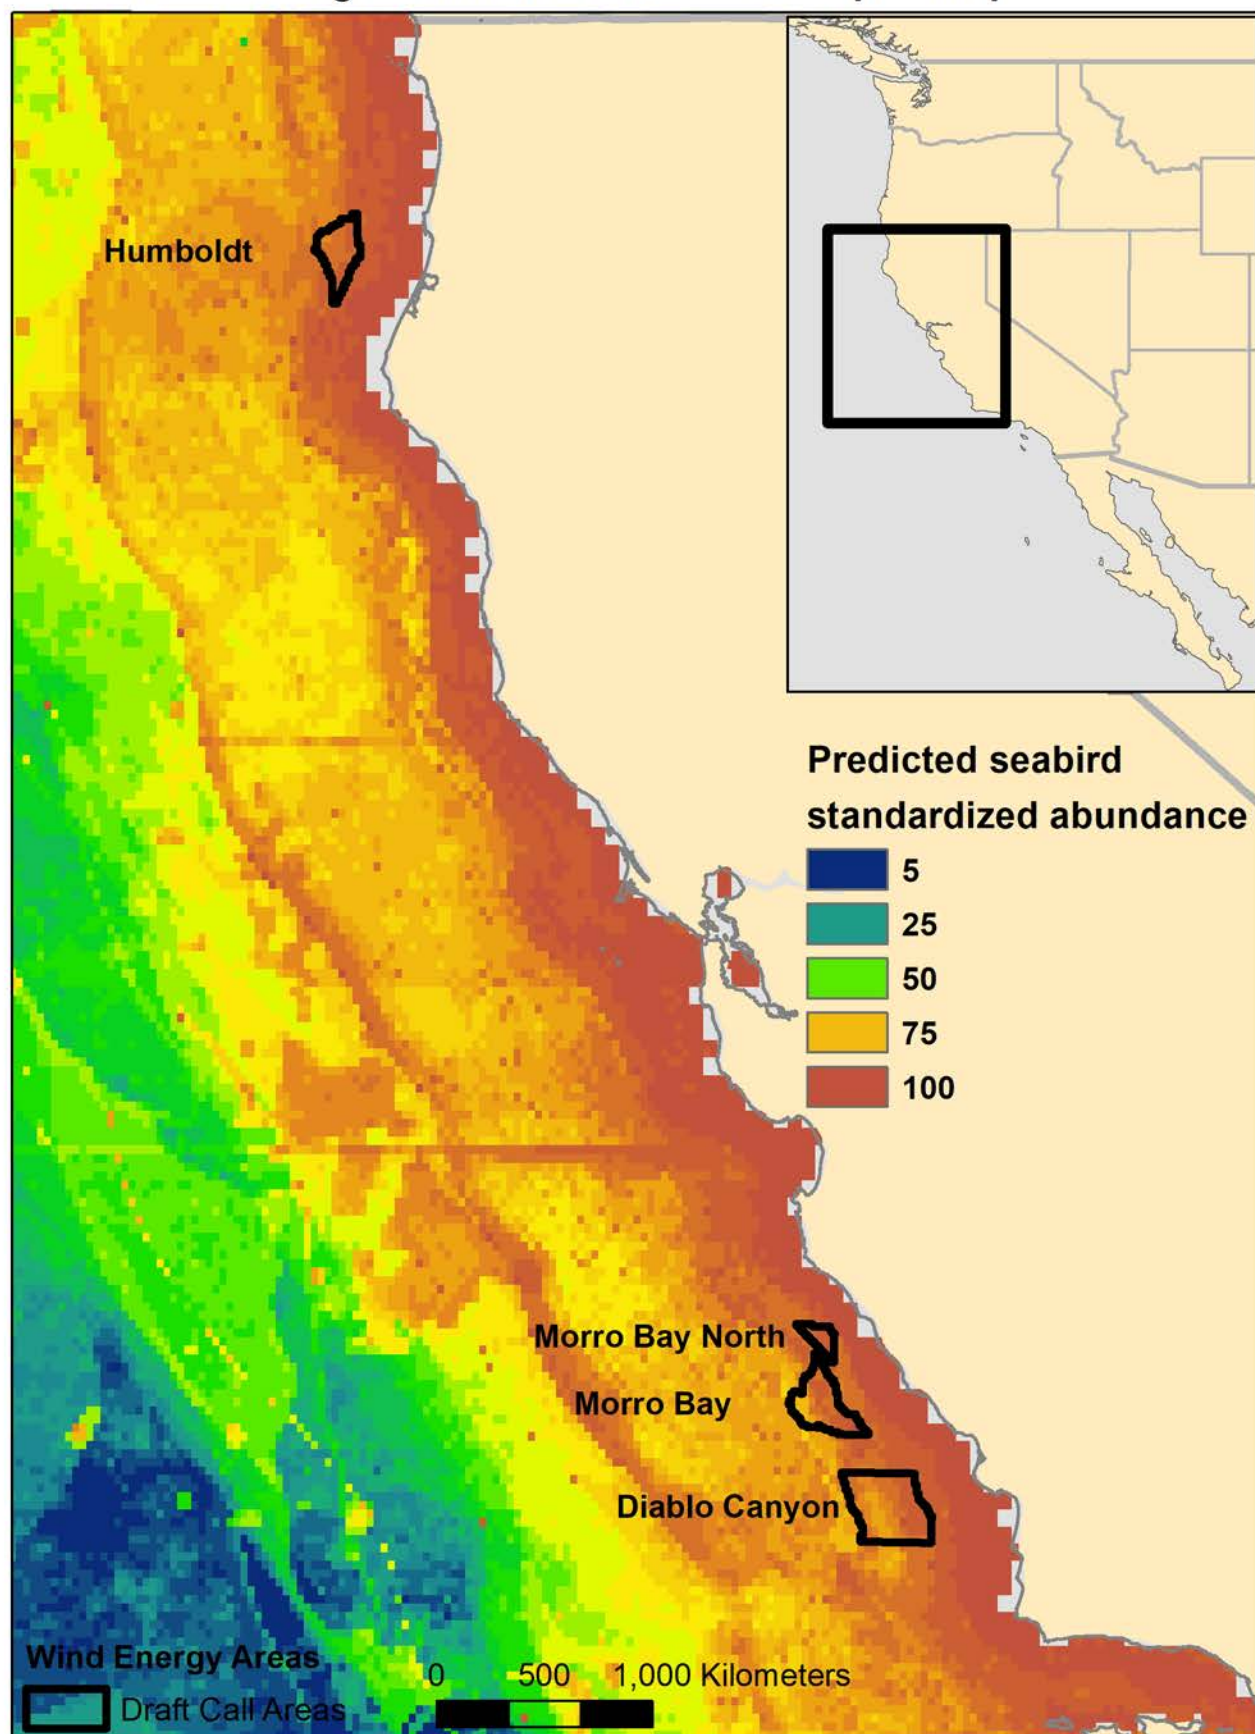 Humboldt
Predicted seabird
standardized abundance
5
25
50
75
100
Morro Bay North
Morro Bay
Diablo Canyon
Wind Energy Areas
Draft Call Areas
0 500 1,000 Kilometers